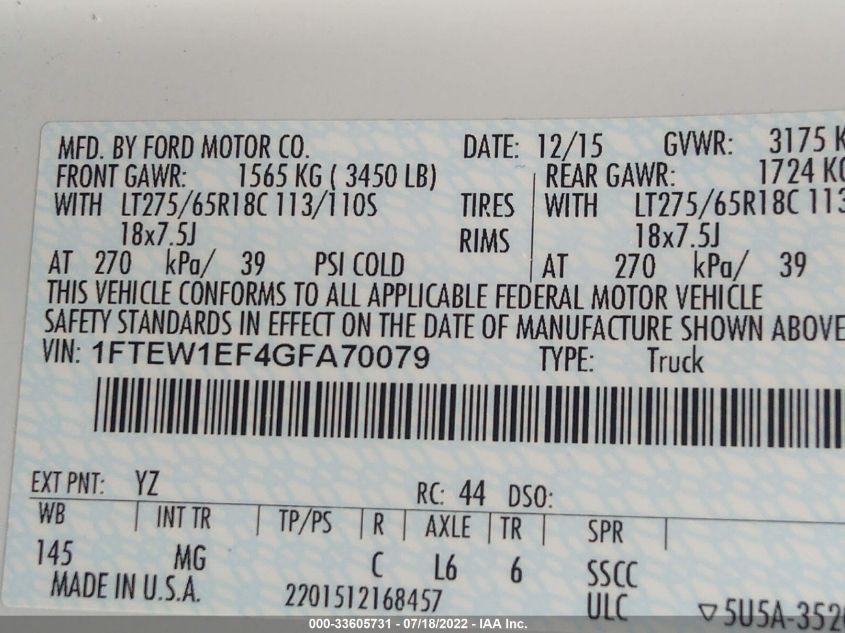 MFD. BY FORD MOTOR CO. DATE: 12/15 GVWR: 3175 K
FRONT GAWR: 1565 KG ( 3450 LB) REAR GAWR: 1724 KG
WITH LT275/65R18C 113/110S TIRES WITH LT275/65R18C 113
18x7.5J RIMS 18x7.5J
AT 270 kPa/ 39 PSI COLD AT 270 kPa/ 39
THIS VEHICLE CONFORMS TO ALL APPLICABLE FEDERAL MOTOR VEHICLE
SAFETY STANDARDS IN EFFECT ON THE DATE OF MANUFACTURE SHOWN ABOVE
VIN: 1FTEW1EF4GFA70079 TYPE: Truck
EXT PNT: YZ RC: 44 DSO:
WB INT TR TP/PS R AXLE TR SPR
145 MG C L6 6 SSCC
MADE IN U.S.A. 2201512168457 ULC ▽5U5A-3520
000-33605731 - 07/18/2022 - IAA Inc.